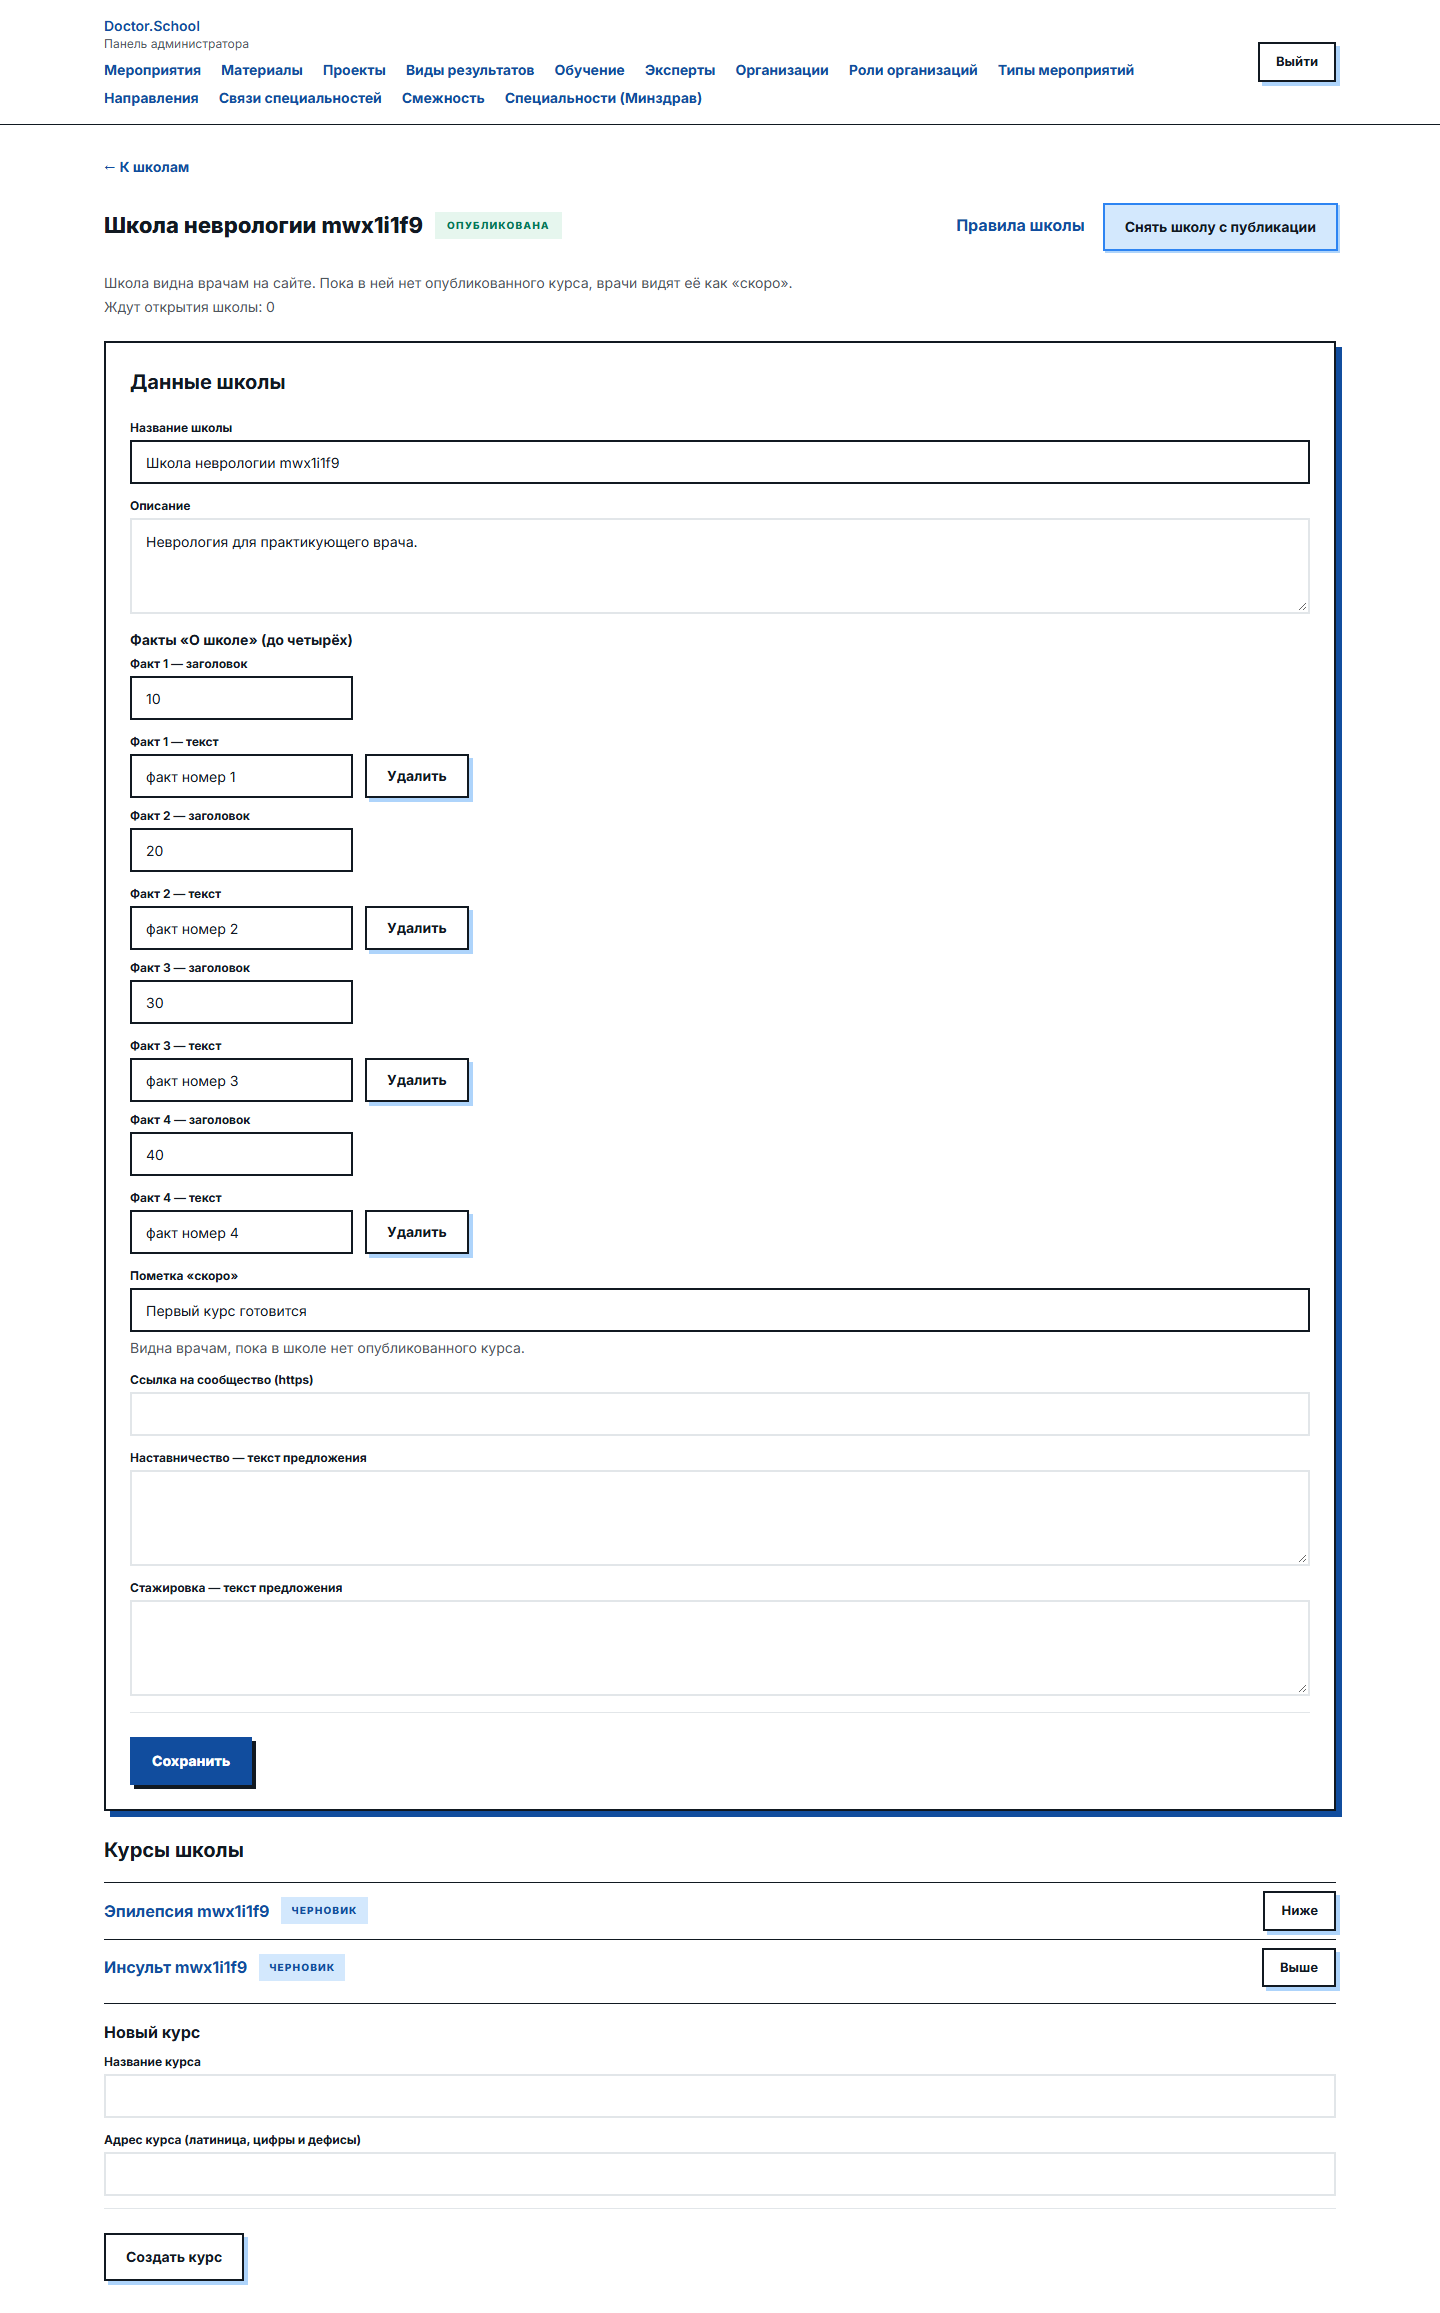 Doctor.School
Панель администратора
Мероприятия Материалы Проекты Виды результатов Обучение Эксперты Организации Роли организаций Типы мероприятий
Направления Связи специальностей Смежность Специальности (Минздрав)
Выйти
← К школам
Школа неврологии mwx1i1f9 ОПУБЛИКОВАНА Правила школы Снять школу с публикации
Школа видна врачам на сайте. Пока в ней нет опубликованного курса, врачи видят её как «скоро».
Ждут открытия школы: 0
Данные школы
Название школы
Школа неврологии mwx1i1f9
Описание
Неврология для практикующего врача.
Факты «О школе» (до четырёх)
Факт 1 — заголовок
10
Факт 1 — текст
факт номер 1 Удалить
Факт 2 — заголовок
20
Факт 2 — текст
факт номер 2 Удалить
Факт 3 — заголовок
30
Факт 3 — текст
факт номер 3 Удалить
Факт 4 — заголовок
40
Факт 4 — текст
факт номер 4 Удалить
Пометка «скоро»
Первый курс готовится
Видна врачам, пока в школе нет опубликованного курса.
Ссылка на сообщество (https)
Наставничество — текст предложения
Стажировка — текст предложения
Сохранить
Курсы школы
Эпилепсия mwx1i1f9 ЧЕРНОВИК Ниже
Инсульт mwx1i1f9 ЧЕРНОВИК Выше
Новый курс
Название курса
Адрес курса (латиница, цифры и дефисы)
Создать курс